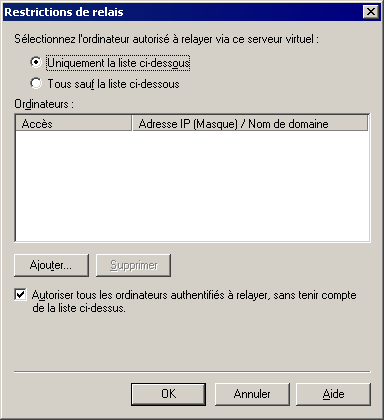 Restrictions de relais
Sélectionnez l'ordinateur autorisé à relayer via ce serveur virtuel :
Uniquement la liste ci-dessous
Tous sauf la liste ci-dessous
Ordinateurs :
Accès Adresse IP (Masque) / Nom de domaine
Ajouter... Supprimer
Autoriser tous les ordinateurs authentifiés à relayer, sans tenir compte
de la liste ci-dessus.
OK Annuler Aide